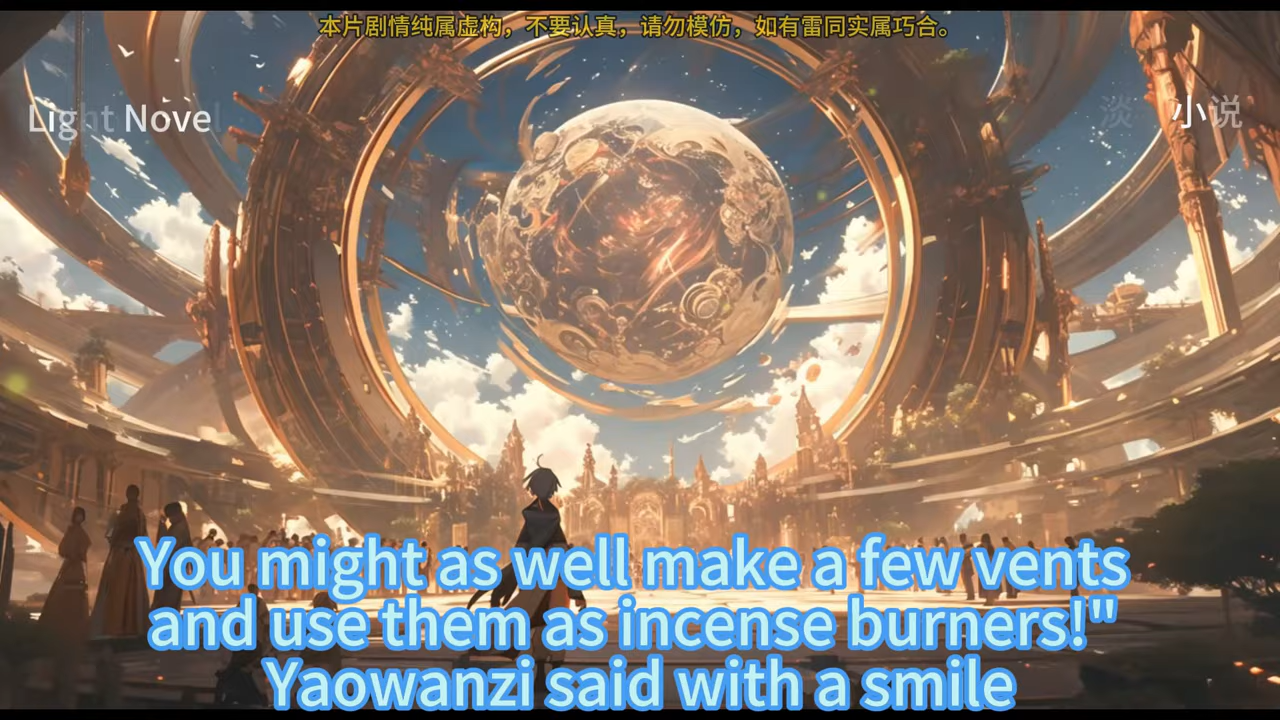 本片剧情纯属虚构，不要认真，请勿模仿，如有雷同实属巧合。
Light Novel
淡 小说
You might as well make a few vents
and use them as incense burners!"
Yaowanzi said with a smile